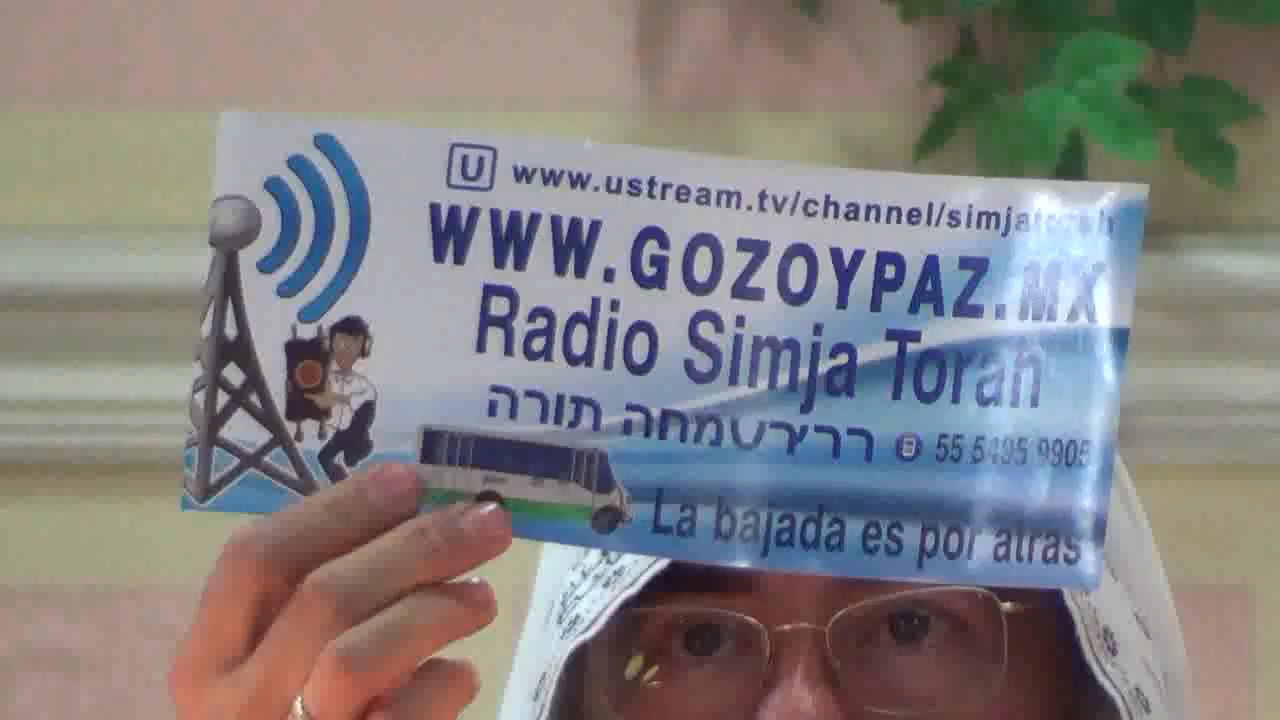 U www.ustream.tv/channel/simjatorah
WWW.GOZOYPAZ.MX
Radio Simja Torah
שמחה תורה 55 5495 9905
La bajada es por atras